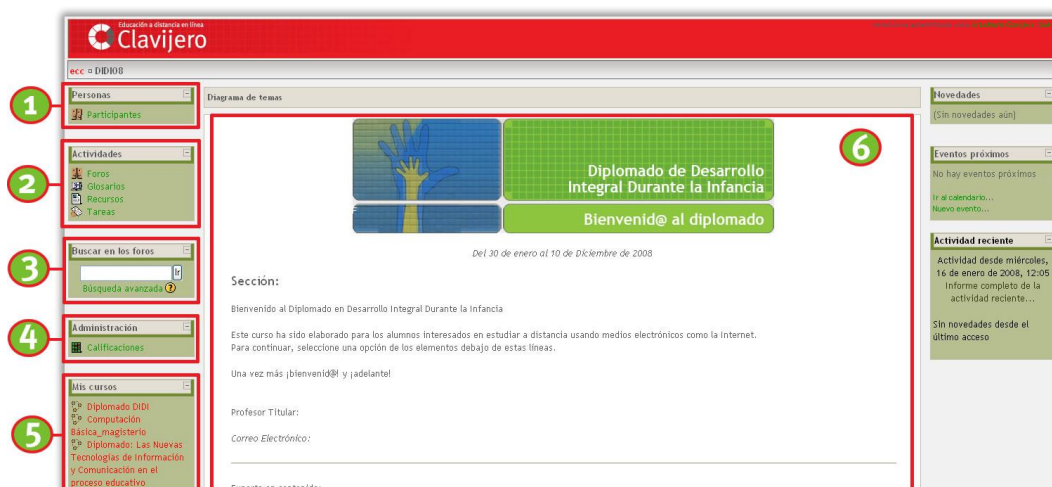 Educación a distancia en línea
Clavijero
ecc ¤ DIDI08
1
Personas
Participantes
2
Actividades
Foros
Glosarios
Recursos
Tareas
3
Buscar en los foros
Ir
Búsqueda avanzada ?
4
Administración
Calificaciones
5
Mis cursos
Diplomado DIDI
Computación
Básica_magisterio
Diplomado: Las Nuevas
Tecnologías de Información
y Comunicación en el
proceso educativo
Diagrama de temas
6
Diplomado de Desarrollo
Integral Durante la Infancia
Bienvenid@ al diplomado
Del 30 de enero al 10 de Diciembre de 2008
Sección:
Bienvenido al Diplomado en Desarrollo Integral Durante la Infancia
Este curso ha sido elaborado para los alumnos interesados en estudiar a distancia usando medios electrónicos como la Internet.
Para continuar, seleccione una opción de los elementos debajo de estas líneas.
Una vez más ¡bienvenid@! y ¡adelante!
Profesor Titular:
Correo Electrónico:
Novedades
(Sin novedades aún)
Eventos próximos
No hay eventos próximos
Ir al calendario...
Nuevo evento...
Actividad reciente
Actividad desde miércoles,
16 de enero de 2008, 12:05
Informe completo de la
actividad reciente...
Sin novedades desde el
último acceso